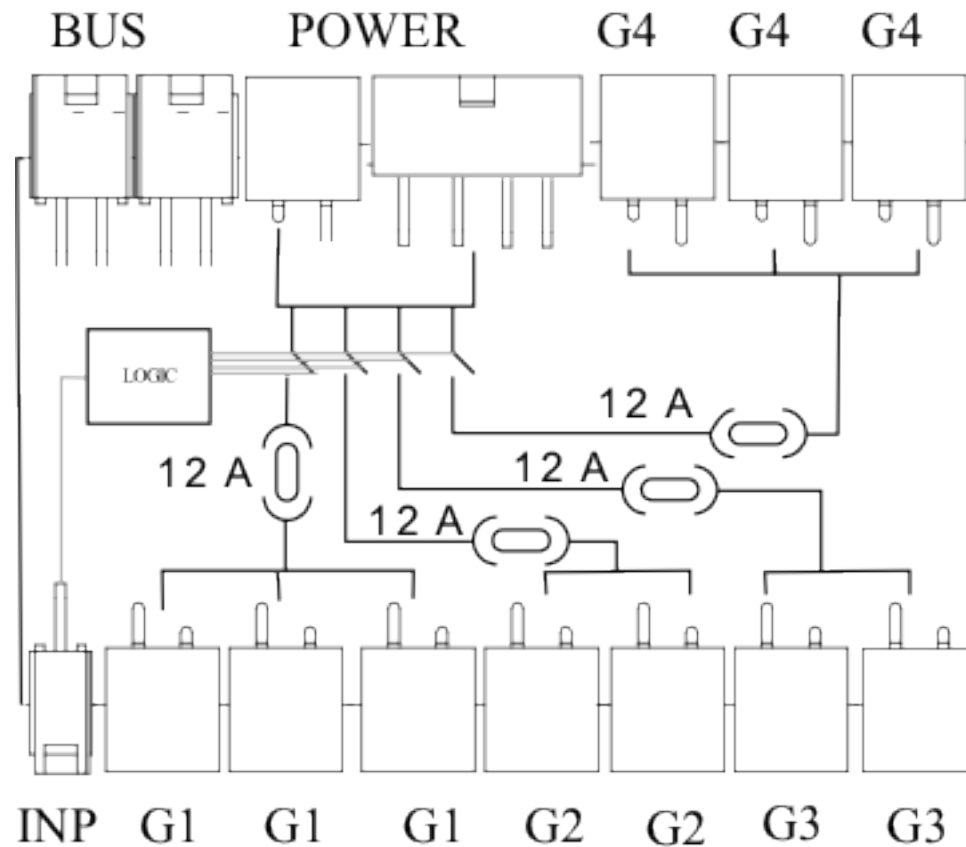 BUS POWER G4 G4 G4
LOGIC
12 A
12 A
12 A
12 A
INP G1 G1 G1 G2 G2 G3 G3